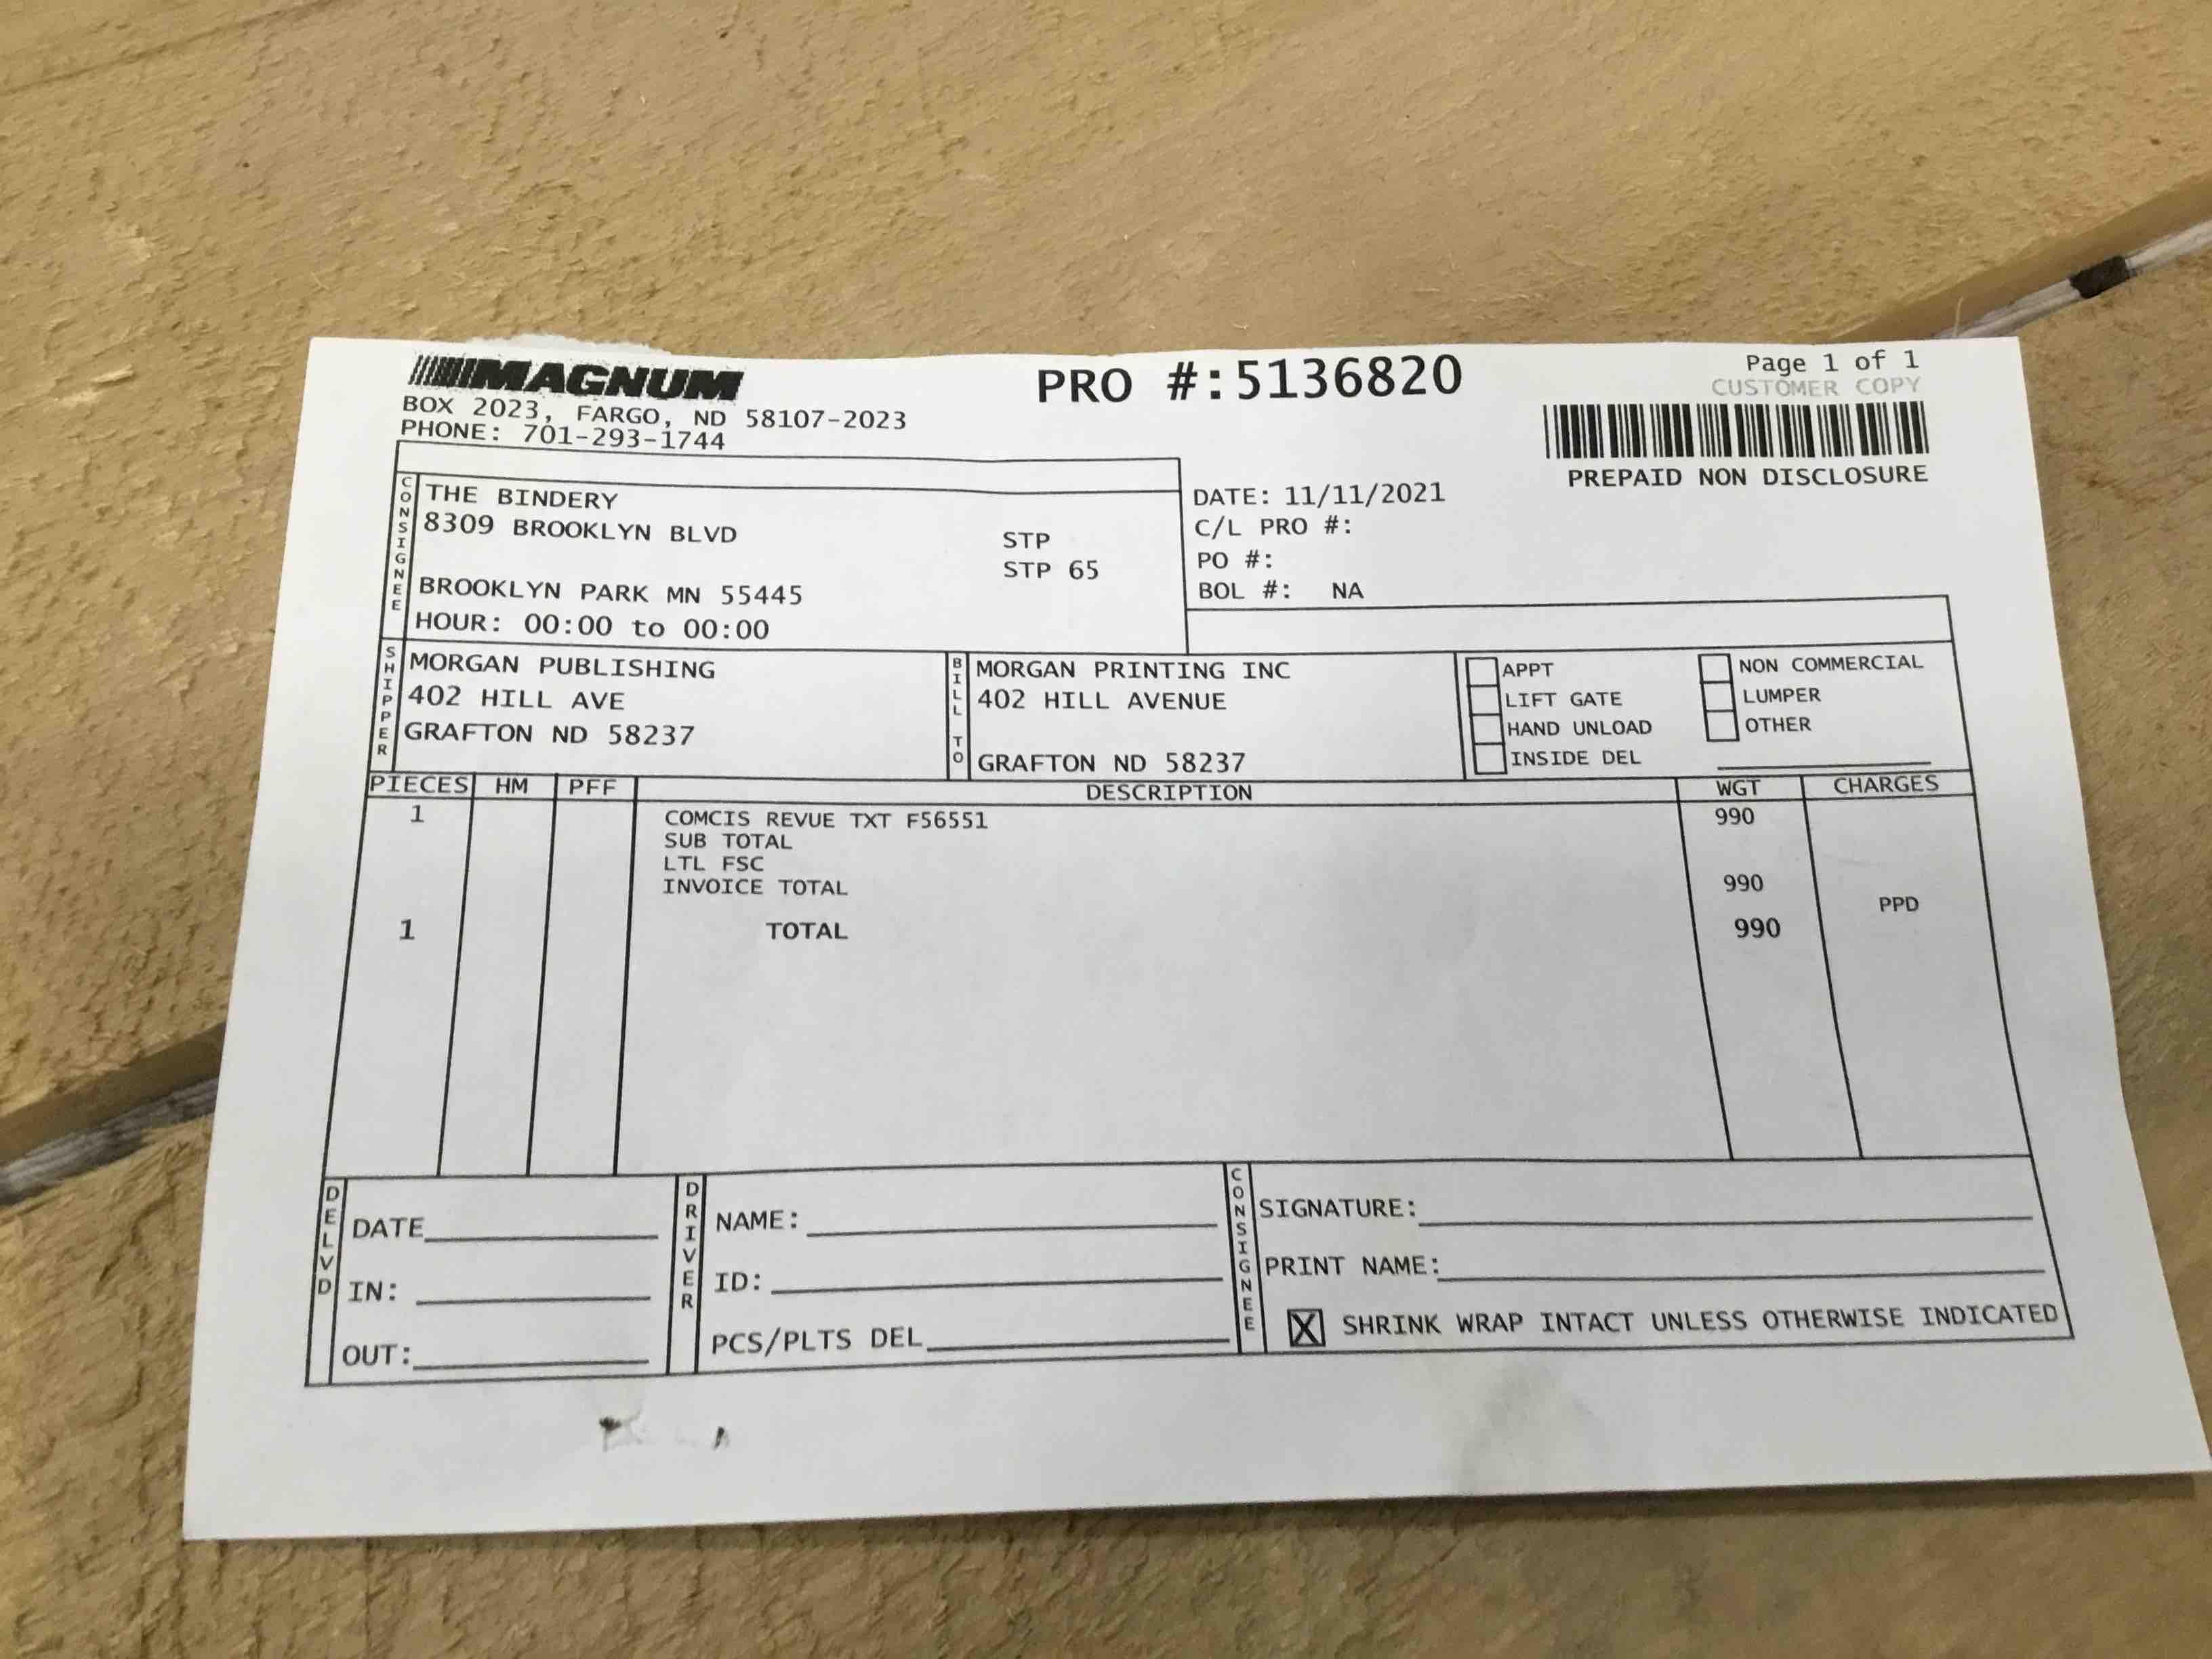 MAGNUM
BOX 2023, FARGO, ND 58107-2023
PHONE: 701-293-1744
PRO #:5136820
Page 1 of 1
CUSTOMER COPY
PREPAID NON DISCLOSURE
CONSIGNEE
THE BINDERY
8309 BROOKLYN BLVD
STP
STP 65
BROOKLYN PARK MN 55445
HOUR: 00:00 to 00:00
DATE: 11/11/2021
C/L PRO #:
PO #:
BOL #: NA
SHIPPER
MORGAN PUBLISHING
402 HILL AVE
GRAFTON ND 58237
BILL TO
MORGAN PRINTING INC
402 HILL AVENUE
GRAFTON ND 58237
APPT
LIFT GATE
HAND UNLOAD
INSIDE DEL
NON COMMERCIAL
LUMPER
OTHER
PIECES HM PFF DESCRIPTION WGT CHARGES
1 COMCIS REVUE TXT F56551 990
SUB TOTAL
LTL FSC
INVOICE TOTAL 990
PPD
1 TOTAL 990
DELVD
DATE
IN:
OUT:
DRIVER
NAME:
ID:
PCS/PLTS DEL
CONSIGNEE
SIGNATURE:
PRINT NAME:
X SHRINK WRAP INTACT UNLESS OTHERWISE INDICATED